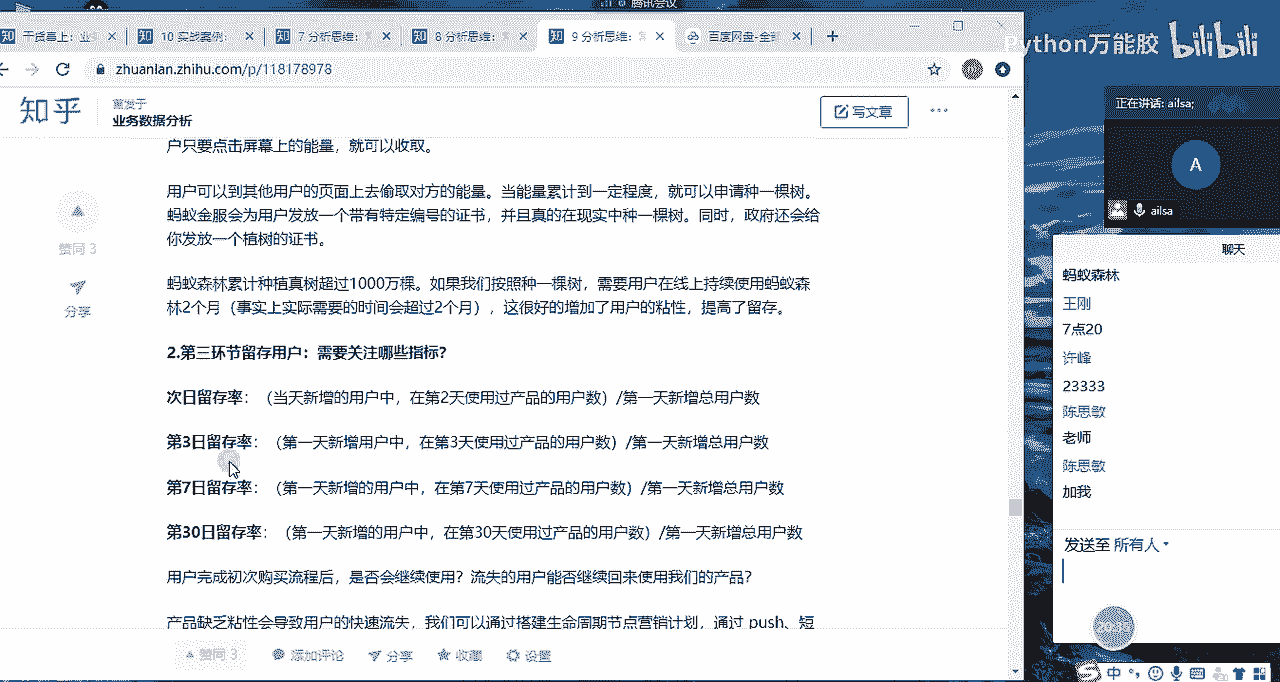 腾讯会议
干货奉上：业
10 实战案例：
7 分析思维：
8 分析思维：
9 分析思维：
百度网盘-全
Python万能胶 bilibili
zhuanlan.zhihu.com/p/118178978
知乎
首发于
业务数据分析
写文章
正在讲话: ailsa;
A
ailsa
户只要点击屏幕上的能量，就可以收取。
用户可以到其他用户的页面上去偷取对方的能量。当能量累计到一定程度，就可以申请种一棵树。
蚂蚁金服会为用户发放一个带有特定编号的证书，并且真的在现实中种一棵树。同时，政府还会给
你发放一个植树的证书。
蚂蚁森林累计种植真树超过1000万棵。如果我们按照种一棵树，需要用户在线上持续使用蚂蚁森
林2个月（事实上实际需要的时间会超过2个月），这很好的增加了用户的粘性，提高了留存。
2.第三环节留存用户：需要关注哪些指标？
次日留存率：（当天新增的用户中，在第2天使用过产品的用户数）/第一天新增总用户数
第3日留存率：（第一天新增用户中，在第3天使用过产品的用户数）/第一天新增总用户数
第7日留存率：（第一天新增的用户中，在第7天使用过产品的用户数）/第一天新增总用户数
第30日留存率：（第一天新增的用户中，在第30天使用过产品的用户数）/第一天新增总用户数
用户完成初次购买流程后，是否会继续使用？流失的用户能否继续回来使用我们的产品？
产品缺乏粘性会导致用户的快速流失，我们可以通过搭建生命周期节点营销计划，通过 push、短
赞同 3
分享
赞同 3
添加评论
分享
收藏
设置
聊天
蚂蚁森林
王刚
7点20
许峰
23333
陈思敏
老师
陈思敏
加我
发送至 所有人
中